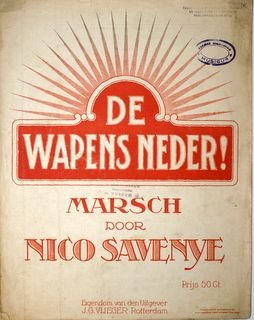 DE
WAPENS NEDER!
MARSCH
DOOR
NICO SAVENYE
Prijs 50 Ct.
Eigendom van den Uitgever
J. G. VLIEGER - Rotterdam